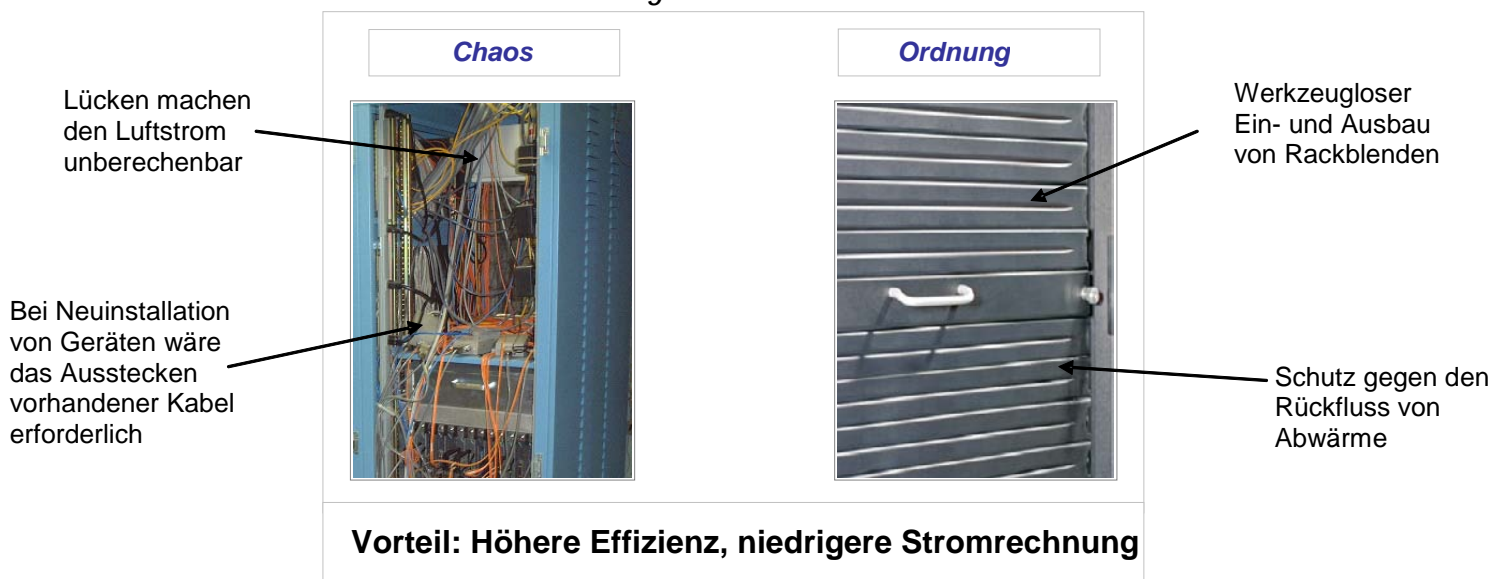 Chaos
Ordnung
Lücken machen
den Luftstrom
unberechenbar
Werkzeugloser
Ein- und Ausbau
von Rackblenden
Bei Neuinstallation
von Geräten wäre
das Ausstecken
vorhandener Kabel
erforderlich
Schutz gegen den
Rückfluss von
Abwärme
Vorteil: Höhere Effizienz, niedrigere Stromrechnung